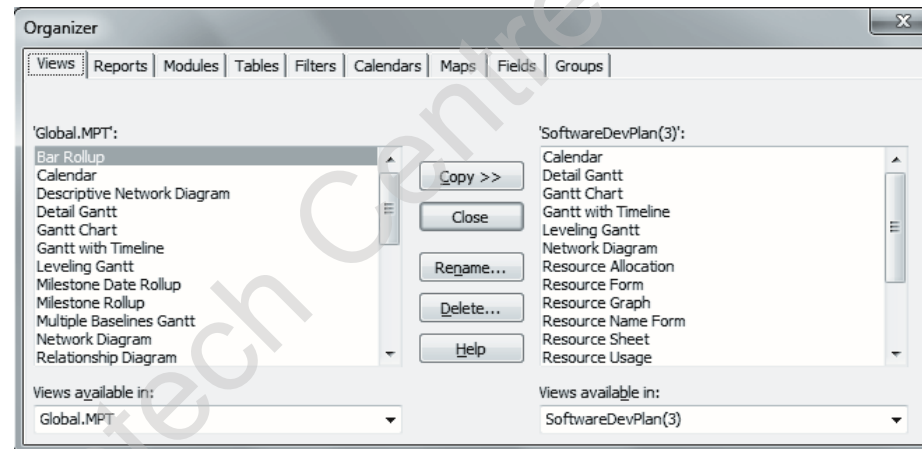 Organizer
Views Reports Modules Tables Filters Calendars Maps Fields Groups
'Global.MPT':
Bar Rollup
Calendar
Descriptive Network Diagram
Detail Gantt
Gantt Chart
Gantt with Timeline
Leveling Gantt
Milestone Date Rollup
Milestone Rollup
Multiple Baselines Gantt
Network Diagram
Relationship Diagram
Views available in:
Global.MPT
Copy >>
Close
Rename...
Delete...
Help
'SoftwareDevPlan(3)':
Calendar
Detail Gantt
Gantt Chart
Gantt with Timeline
Leveling Gantt
Network Diagram
Resource Allocation
Resource Form
Resource Graph
Resource Name Form
Resource Sheet
Resource Usage
Views available in:
SoftwareDevPlan(3)
tech Centre